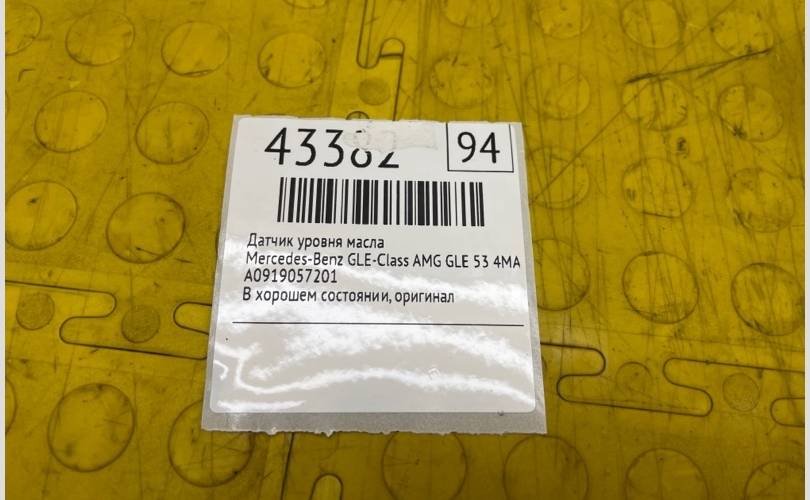 43382 94
Датчик уровня масла
Mercedes-Benz GLE-Class AMG GLE 53 4MA
A0919057201
В хорошем состоянии, оригинал